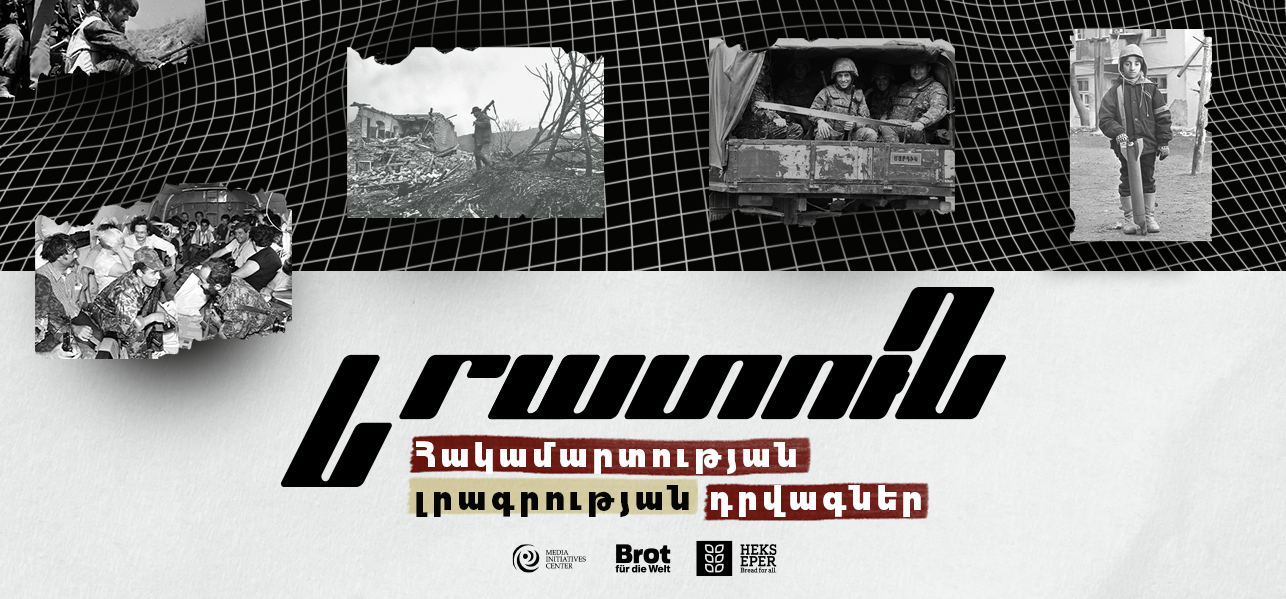 Լրատուն
Հակամարտության
լրագրության դրվագներ
MEDIA
INITIATIVES
CENTER
Brot
für die Welt
HEKS
EPER
Bread for all.